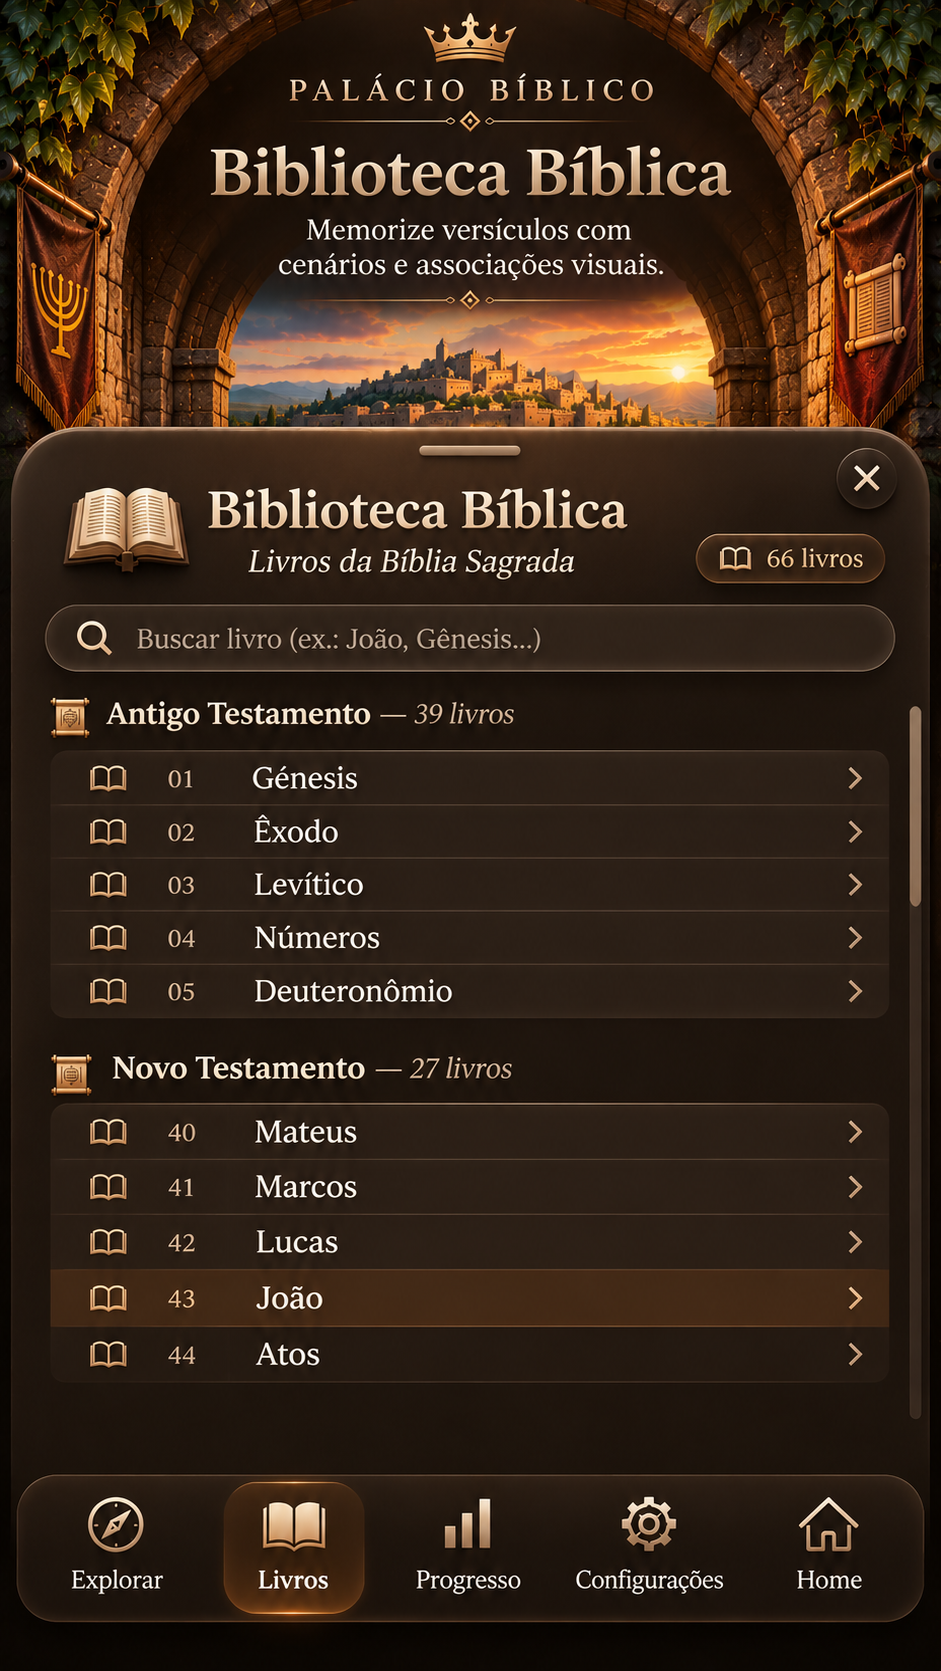 PALÁCIO BÍBLICO
Biblioteca Bíblica
Memorize versículos com
cenários e associações visuais.
Biblioteca Bíblica
Livros da Bíblia Sagrada
66 livros
Buscar livro (ex.: João, Gênesis...)
Antigo Testamento — 39 livros
01 Génesis
02 Êxodo
03 Levítico
04 Números
05 Deuteronômio
Novo Testamento — 27 livros
40 Mateus
41 Marcos
42 Lucas
43 João
44 Atos
Explorar Livros Progresso Configurações Home